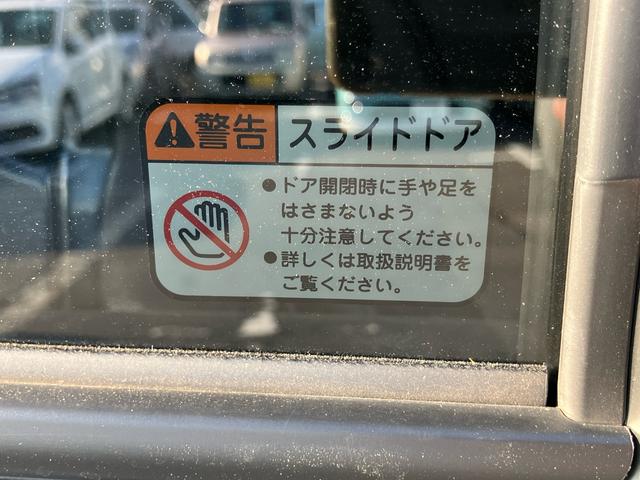 警告 スライドドア
●ドア開閉時に手や足を
はさまないよう
十分注意してください。
●詳しくは取扱説明書を
ご覧ください。